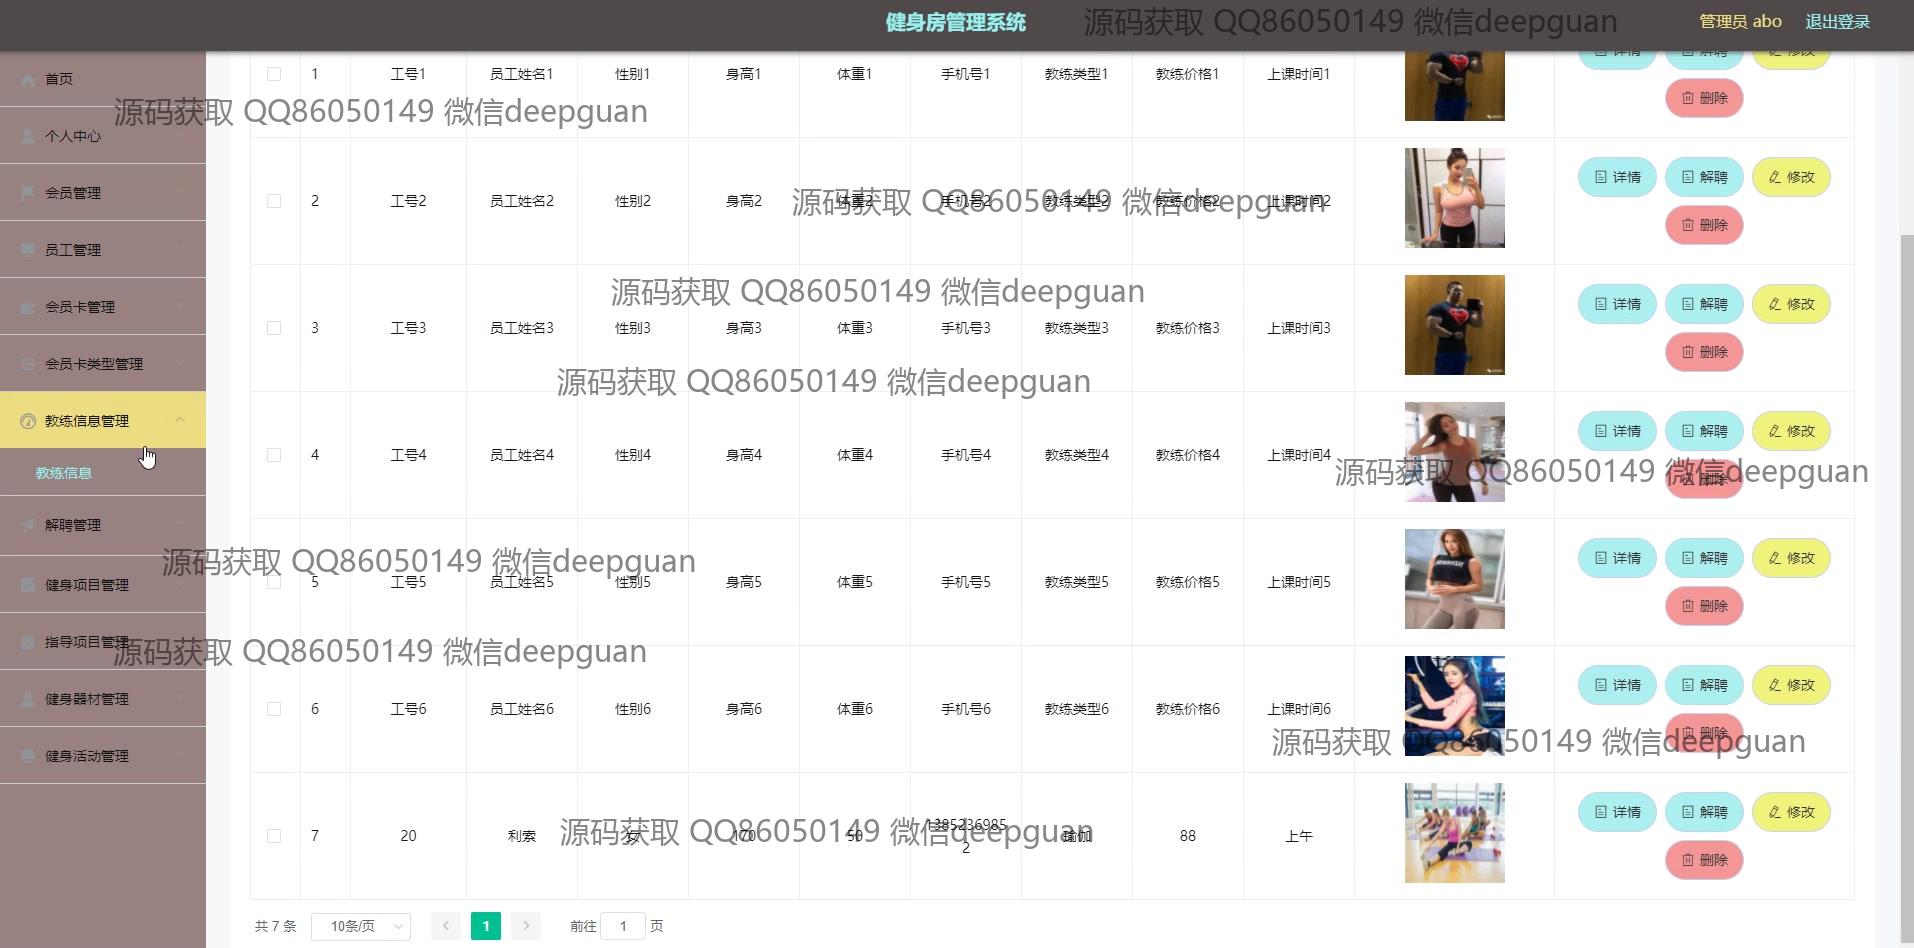 健身房管理系统
源码获取 QQ86050149 微信deepguan
管理员 abo
退出登录
首页
个人中心
会员管理
员工管理
会员卡管理
会员卡类型管理
教练信息管理
教练信息
解聘管理
健身项目管理
指导项目管理
健身器材管理
健身活动管理
1 工号1 员工姓名1 性别1 身高1 体重1 手机号1 教练类型1 教练价格1 上课时间1 详情 解聘 修改
删除
源码获取 QQ86050149 微信deepguan
2 工号2 员工姓名2 性别2 身高2 体重2 手机号2 教练类型2 教练价格2 上课时间2 详情 解聘 修改
源码获取 QQ86050149 微信deepguan
删除
源码获取 QQ86050149 微信deepguan
3 工号3 员工姓名3 性别3 身高3 体重3 手机号3 教练类型3 教练价格3 上课时间3 详情 解聘 修改
删除
源码获取 QQ86050149 微信deepguan
4 工号4 员工姓名4 性别4 身高4 体重4 手机号4 教练类型4 教练价格4 上课时间4 详情 解聘 修改
删除
源码获取 QQ86050149 微信deepguan
源码获取 QQ86050149 微信deepguan
5 工号5 员工姓名5 性别5 身高5 体重5 手机号5 教练类型5 教练价格5 上课时间5 详情 解聘 修改
删除
源码获取 QQ86050149 微信deepguan
6 工号6 员工姓名6 性别6 身高6 体重6 手机号6 教练类型6 教练价格6 上课时间6 详情 解聘 修改
删除
源码获取 QQ86050149 微信deepguan
7 20 利索 女 170 50 13852369852 瑜伽 88 上午 详情 解聘 修改
源码获取 QQ86050149 微信deepguan
删除
共 7 条 10条/页 1 前往 1 页